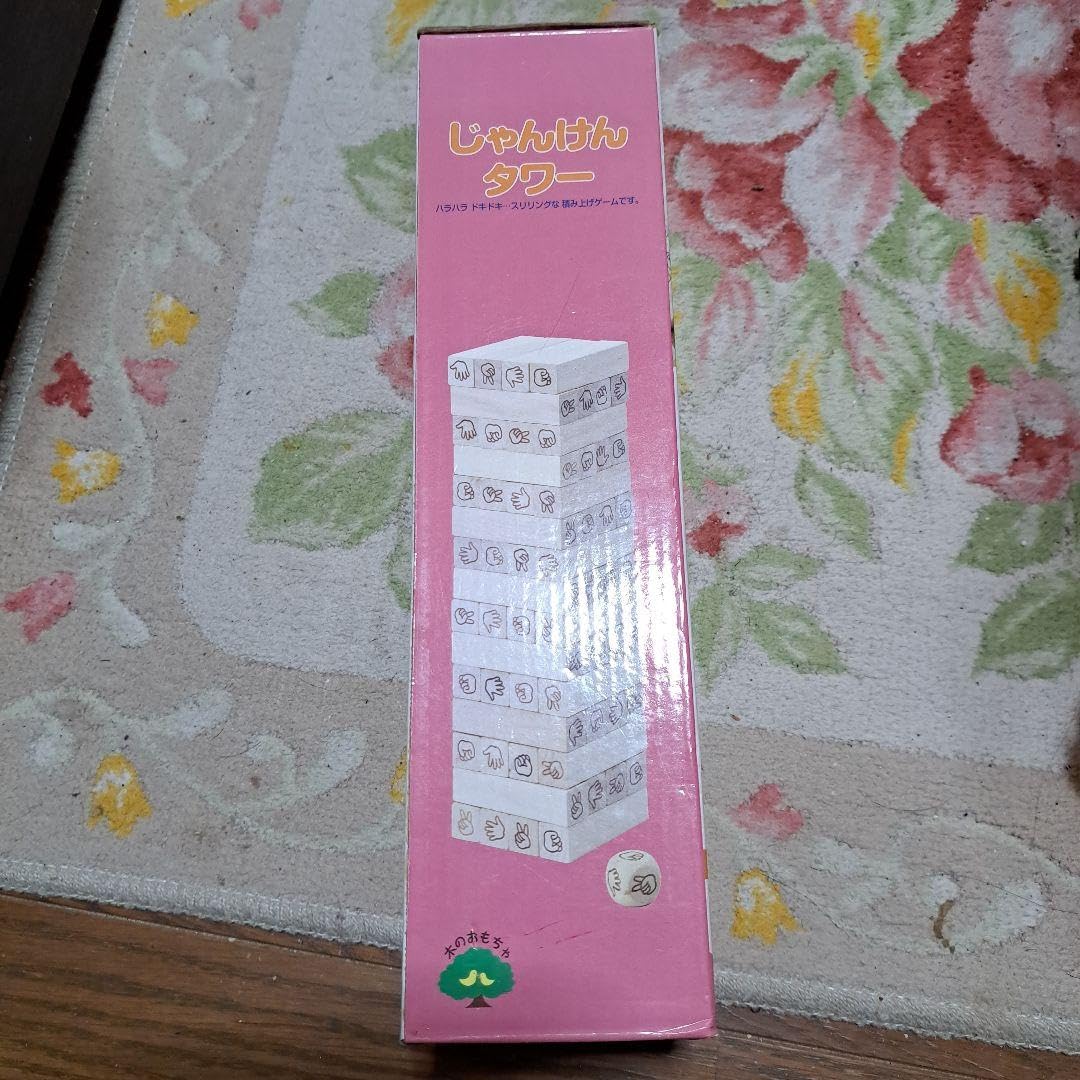 じゃんけん
タワー
ハラハラ ドキドキ…スリリングな 積み上げゲームです。
木のおもちゃ